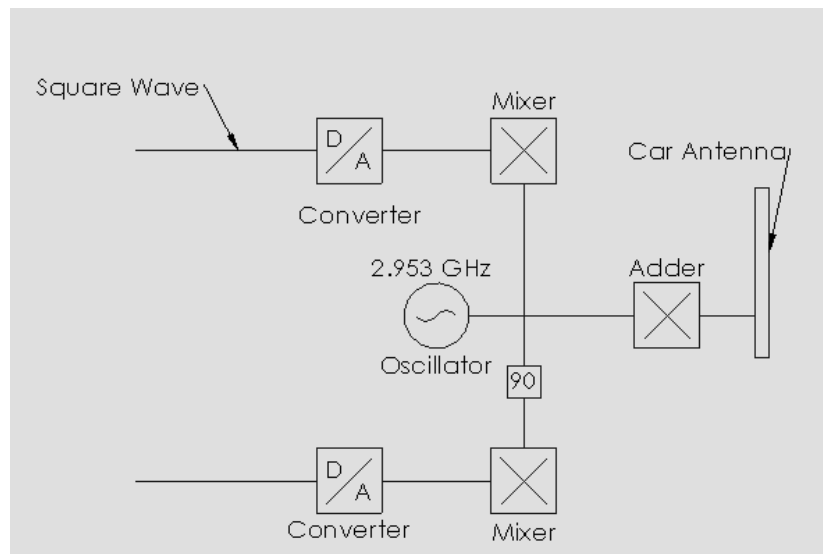 Square Wave
Mixer
D/A
Converter
Car Antenna
2.953 GHz
Adder
Oscillator
90
D/A
Converter
Mixer